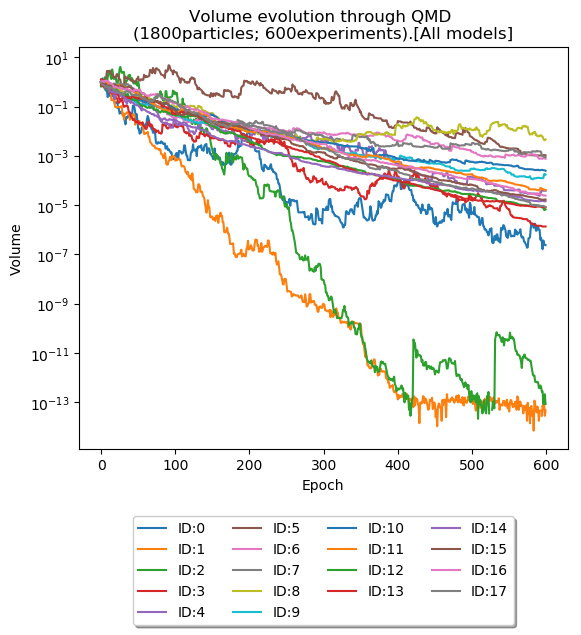 Volume evolution through QMD
(1800particles; 600experiments).[All models]
Volume
10^1
10^-1
10^-3
10^-5
10^-7
10^-9
10^-11
10^-13
0 100 200 300 400 500 600
Epoch
ID:0 ID:5 ID:10 ID:14
ID:1 ID:6 ID:11 ID:15
ID:2 ID:7 ID:12 ID:16
ID:3 ID:8 ID:13 ID:17
ID:4 ID:9